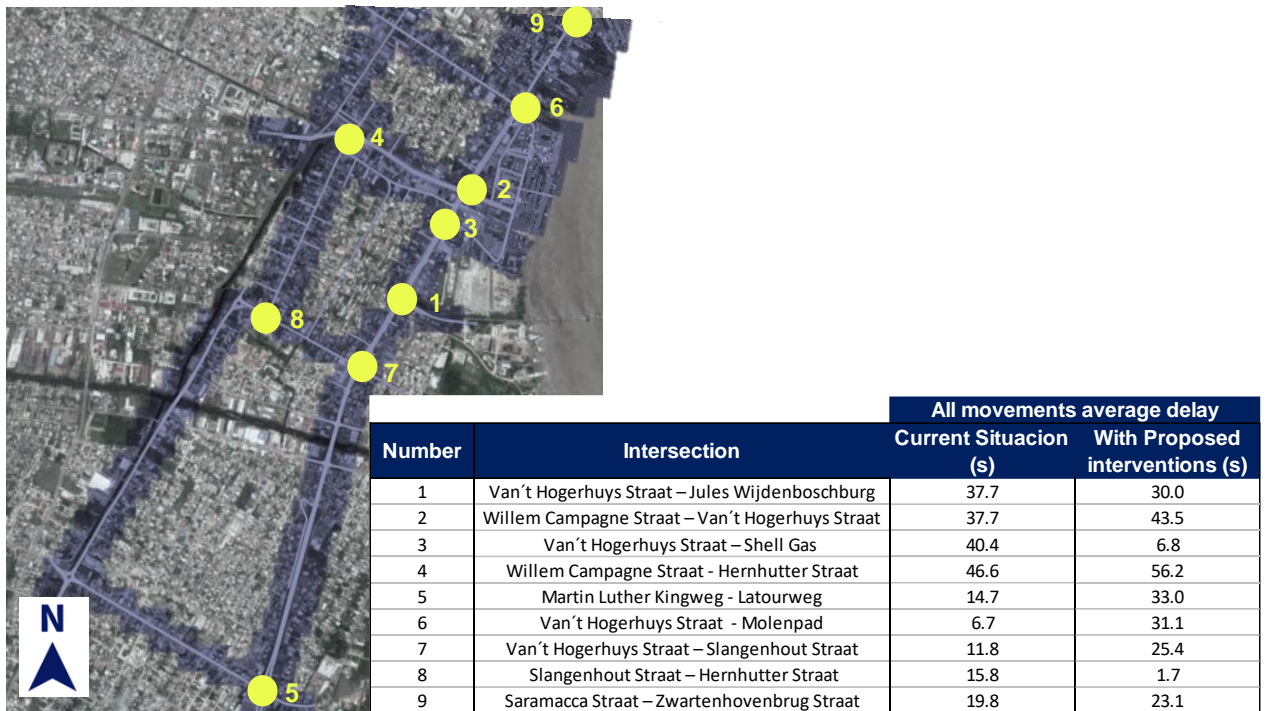 9
6
4
2
3
1
8
7
5
N
All movements average delay
Number Intersection Current Situacion (s) With Proposed interventions (s)
1 Van´t Hogerhuys Straat – Jules Wijdenboschburg 37.7 30.0
2 Willem Campagne Straat – Van´t Hogerhuys Straat 37.7 43.5
3 Van´t Hogerhuys Straat – Shell Gas 40.4 6.8
4 Willem Campagne Straat - Hernhutter Straat 46.6 56.2
5 Martin Luther Kingweg - Latourweg 14.7 33.0
6 Van´t Hogerhuys Straat - Molenpad 6.7 31.1
7 Van´t Hogerhuys Straat – Slangenhout Straat 11.8 25.4
8 Slangenhout Straat – Hernhutter Straat 15.8 1.7
9 Saramacca Straat – Zwartenhovenbrug Straat 19.8 23.1